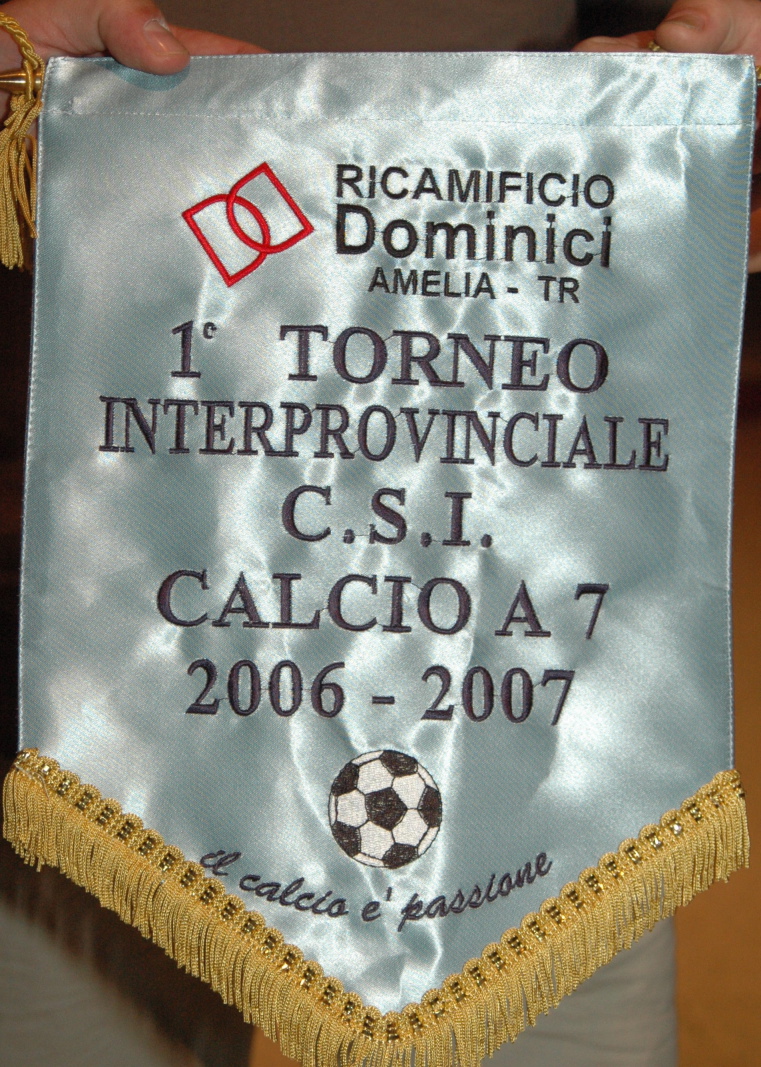 RICAMIFICIO
Dominici
AMELIA - TR
1° TORNEO
INTERPROVINCIALE
C.S.I.
CALCIO A 7
2006 - 2007
il calcio e' passione